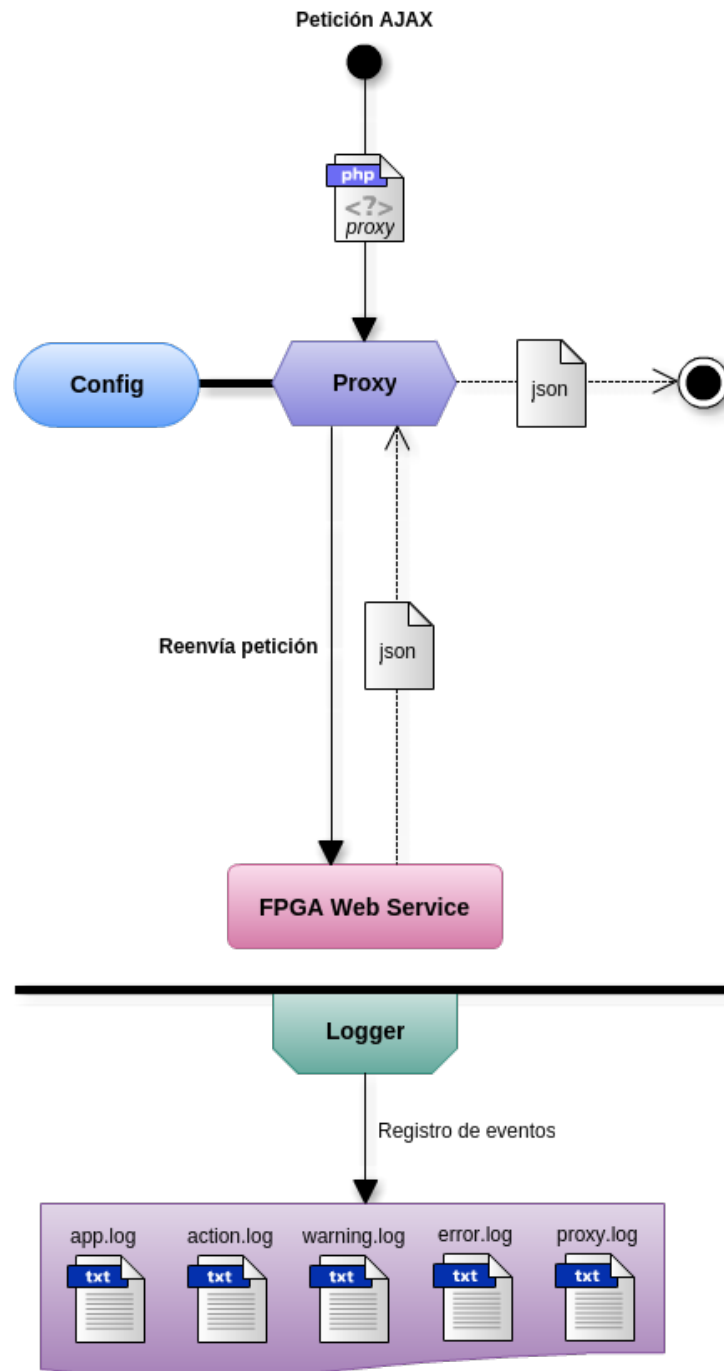 Petición AJAX
php
<?>
proxy
Config
Proxy
json
Reenvía petición
json
FPGA Web Service
Logger
Registro de eventos
app.log action.log warning.log error.log proxy.log
txt txt txt txt txt